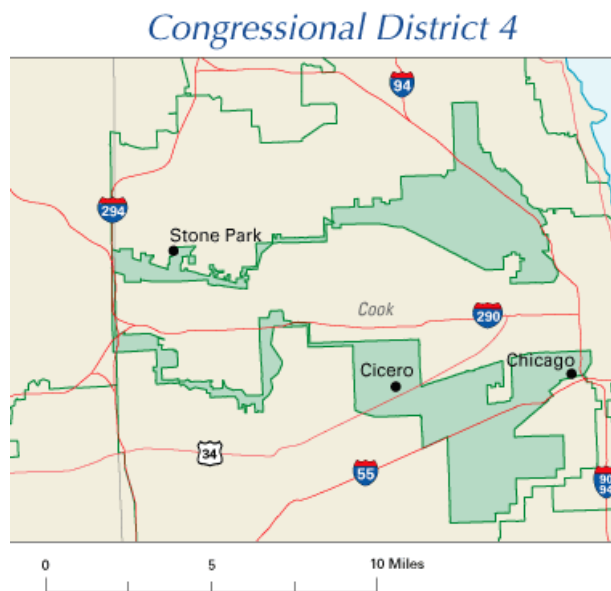 Congressional District 4
94
294
Stone Park
Cook
290
Cicero
Chicago
34
55
90
94
0 5 10 Miles